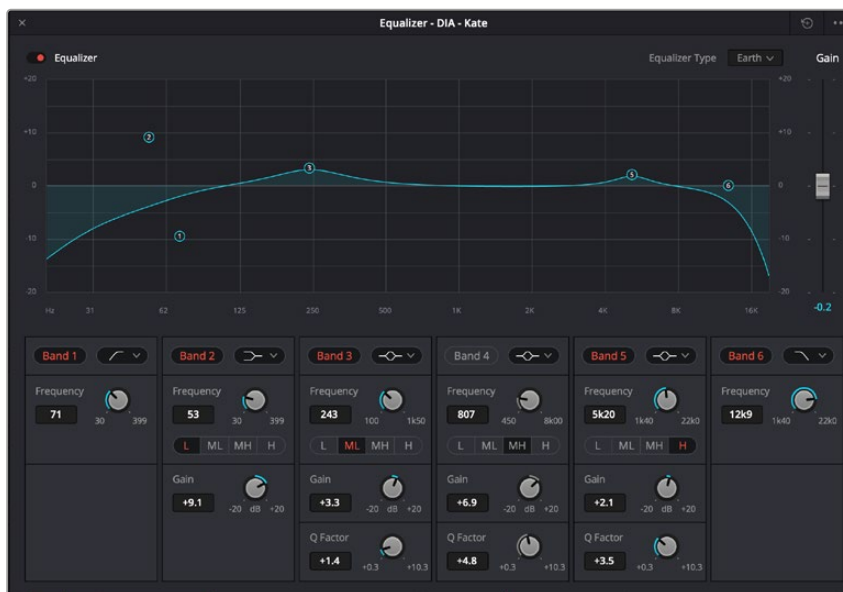 Equalizer - DIA - Kate
Equalizer
Equalizer Type
Earth
Gain
+20
+20
+10
+10
0
0
-10
-10
-20
-20
1
2
3
5
6
Hz 31 62 125 250 500 1K 2K 4K 8K 16K
-0.2
Band 1
Frequency
71
30 399
Band 2
Frequency
53
30 399
L ML MH H
Gain
+9.1
-20 dB +20
Band 3
Frequency
243
100 1k50
L ML MH H
Gain
+3.3
-20 dB +20
Q Factor
+1.4
+0.3 +10.3
Band 4
Frequency
807
450 8k00
L ML MH H
Gain
+6.9
-20 dB +20
Q Factor
+4.8
+0.3 +10.3
Band 5
Frequency
5k20
1k40 22k0
L ML MH H
Gain
+2.1
-20 dB +20
Q Factor
+3.5
+0.3 +10.3
Band 6
Frequency
12k9
1k40 22k0